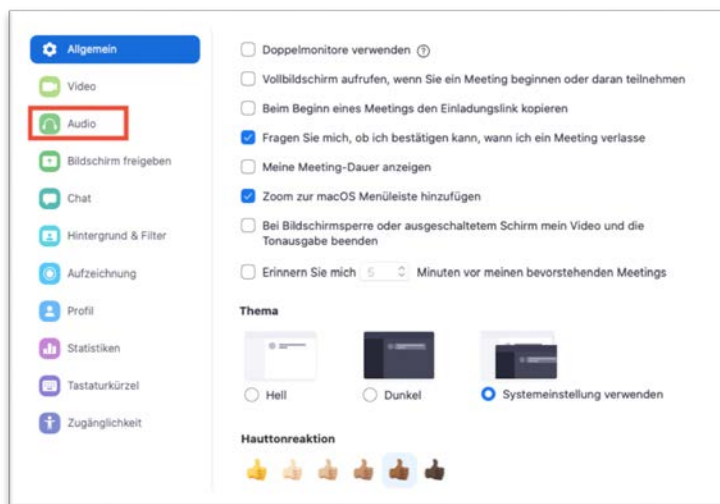 Allgemein
Video
Audio
Bildschirm freigeben
Chat
Hintergrund & Filter
Aufzeichnung
Profil
Statistiken
Tastaturkürzel
Zugänglichkeit
Doppelmonitore verwenden ?
Vollbildschirm aufrufen, wenn Sie ein Meeting beginnen oder daran teilnehmen
Beim Beginn eines Meetings den Einladungslink kopieren
Fragen Sie mich, ob ich bestätigen kann, wann ich ein Meeting verlasse
Meine Meeting-Dauer anzeigen
Zoom zur macOS Menüleiste hinzufügen
Bei Bildschirmsperre oder ausgeschaltetem Schirm mein Video und die
Tonausgabe beenden
Erinnern Sie mich 5 Minuten vor meinen bevorstehenden Meetings
Thema
Hell
Dunkel
Systemeinstellung verwenden
Hauttonreaktion